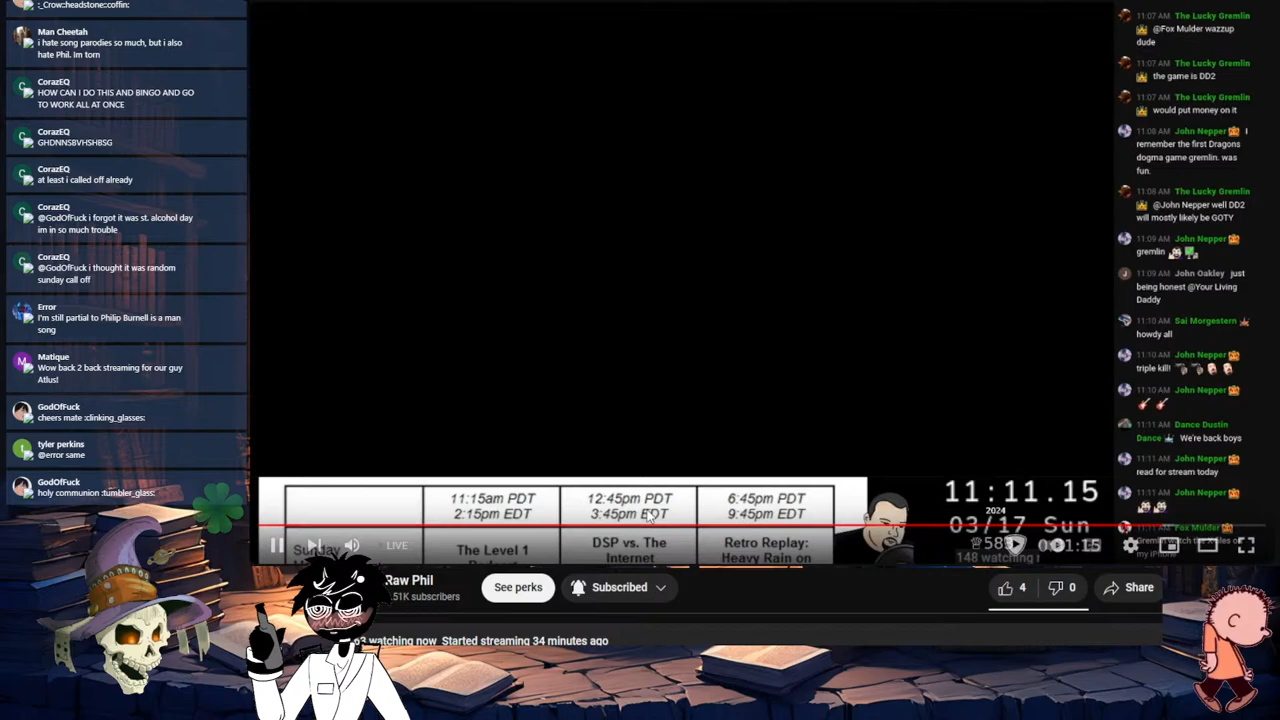 :_Crow:headstone::coffin:
Man Cheetah
i hate song parodies so much, but i also
hate Phil. Im torn
CorazEQ
HOW CAN I DO THIS AND BINGO AND GO
TO WORK ALL AT ONCE
CorazEQ
GHDNNSBVHSHBSG
CorazEQ
at least i called off already
CorazEQ
@GodOfFuck i forgot it was st. alcohol day
im in so much trouble
CorazEQ
@GodOfFuck i thought it was random
sunday call off
Error
I'm still partial to Philip Burnell is a man
song
Matique
Wow back 2 back streaming for our guy
Atlus!
GodOfFuck
cheers mate :clinking_glasses:
tyler perkins
@error same
GodOfFuck
holy communion :tumbler_glass:
11:15am PDT
2:15pm EDT
12:45pm PDT
3:45pm EDT
6:45pm PDT
9:45pm EDT
Sunday
The Level 1
DSP vs. The
Internet
Retro Replay:
Heavy Rain on
11:11.15
2024
03/17 Sun
148 watching
LIVE
Raw Phil
.51K subscribers
See perks
Subscribed
4
0
Share
watching now Started streaming 34 minutes ago
11:07 AM The Lucky Gremlin
@Fox Mulder wazzup
dude
11:07 AM The Lucky Gremlin
the game is DD2
11:07 AM The Lucky Gremlin
would put money on it
11:08 AM John Nepper I
remember the first Dragons
dogma game gremlin. was
fun.
11:08 AM The Lucky Gremlin
@John Nepper well DD2
will mostly likely be GOTY
11:09 AM John Nepper
gremlin
11:09 AM John Oakley just
being honest @Your Living
Daddy
11:10 AM Sai Morgestern
howdy all
11:10 AM John Nepper
triple kill!
11:10 AM John Nepper
11:11 AM Dance Dustin
Dance We're back boys
11:11 AM John Nepper
read for stream today
11:11 AM John Nepper
11:11 AM Fox Mulder